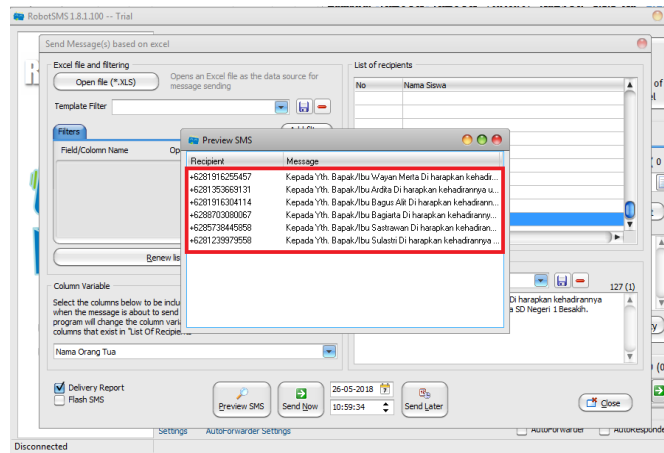 RobotSMS 1.8.1.100 --- Trial
Send Message(s) based on excel
Excel file and filtering
Open file (*.XLS)
Opens an Excel file as the data source for
message sending
Template Filter
Filters
Field/Colomn Name
Renew
Column Variable
Select the columns below to be
when the message is about to send
program will change the column
columns that exist in "List Of
Nama Orang Tua
List of recipients
No Nama Siswa
Preview SMS
Recipient Message
+6281916255457 Kepada Yth. Bapak/Ibu Wayan Merta Di harapkan kehadir...
+6281353669131 Kepada Yth. Bapak/Ibu Ardita Di harapkan kehadirannya u...
+6281916304114 Kepada Yth. Bapak/Ibu Bagus Alit Di harapkan kehadirann...
+6288703080067 Kepada Yth. Bapak/Ibu Bagiarta Di harapkan kehadiranny...
+6285738445858 Kepada Yth. Bapak/Ibu Sastrawan Di harapkan kehadiran...
+6281239979558 Kepada Yth. Bapak/Ibu Sulastri Di harapkan kehadirannya ...
127 (1)
Di harapkan kehadirannya
a SD Negeri 1 Besakih.
Delivery Report
Flash SMS
Preview SMS
Send Now
26-05-2018
10:59:34
Send Later
Close
Settings AutoForwarder Settings
AutoForwarder
Disconnected